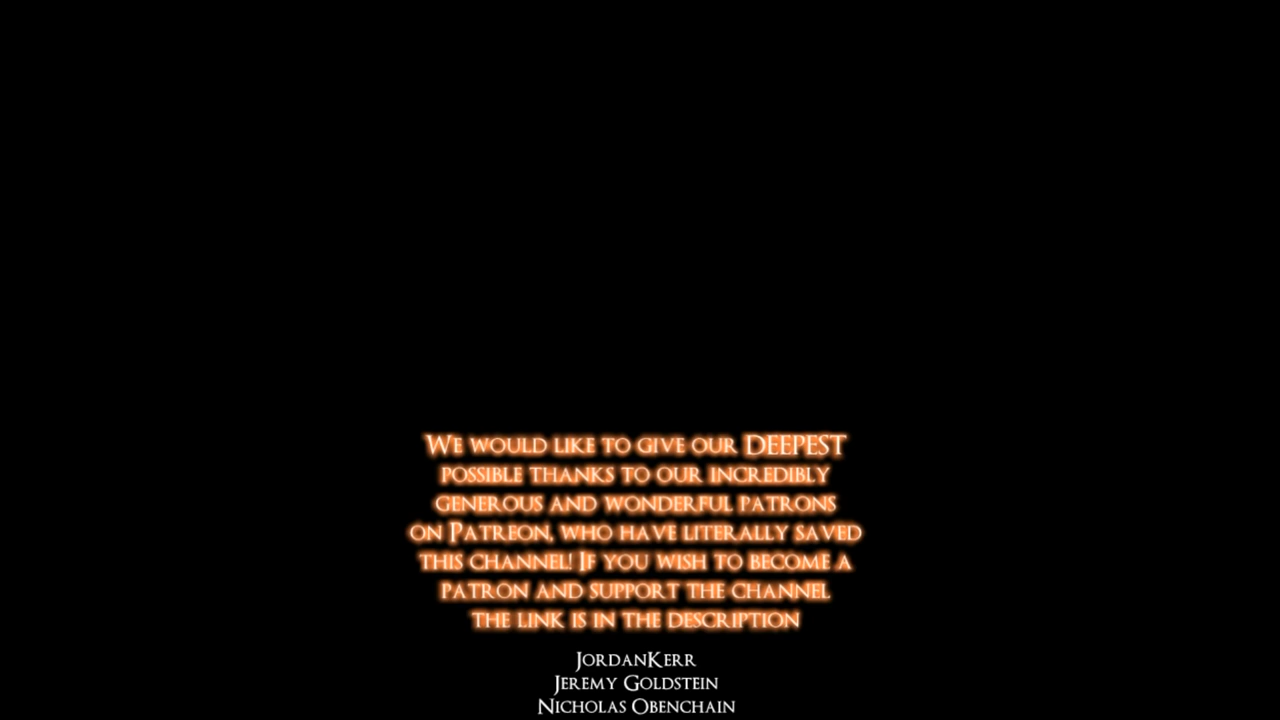 We would like to give our DEEPEST
possible thanks to our incredibly
generous and wonderful patrons
on Patreon, who have literally saved
this channel! If you wish to become a
patron and support the channel
the link is in the description
JordanKerr
Jeremy Goldstein
Nicholas Obenchain